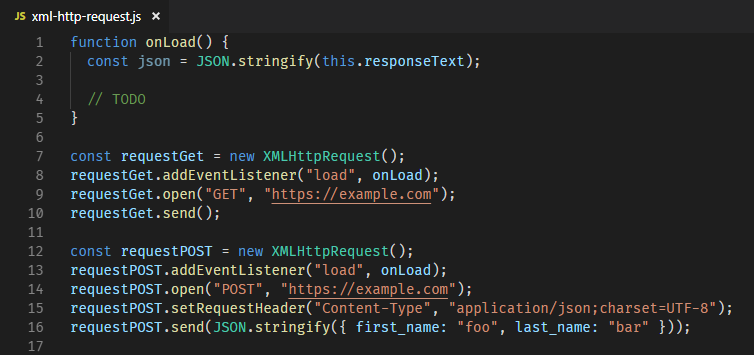 JS xml-http-request.js ×
1 function onLoad() {
2   const json = JSON.stringify(this.responseText);
3
4   // TODO
5 }
6
7 const requestGet = new XMLHttpRequest();
8 requestGet.addEventListener("load", onLoad);
9 requestGet.open("GET", "https://example.com");
10 requestGet.send();
11
12 const requestPOST = new XMLHttpRequest();
13 requestPOST.addEventListener("load", onLoad);
14 requestPOST.open("POST", "https://example.com");
15 requestPOST.setRequestHeader("Content-Type", "application/json;charset=UTF-8");
16 requestPOST.send(JSON.stringify({ first_name: "foo", last_name: "bar" }));
17